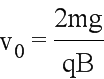 v₀ = 2mg / qB